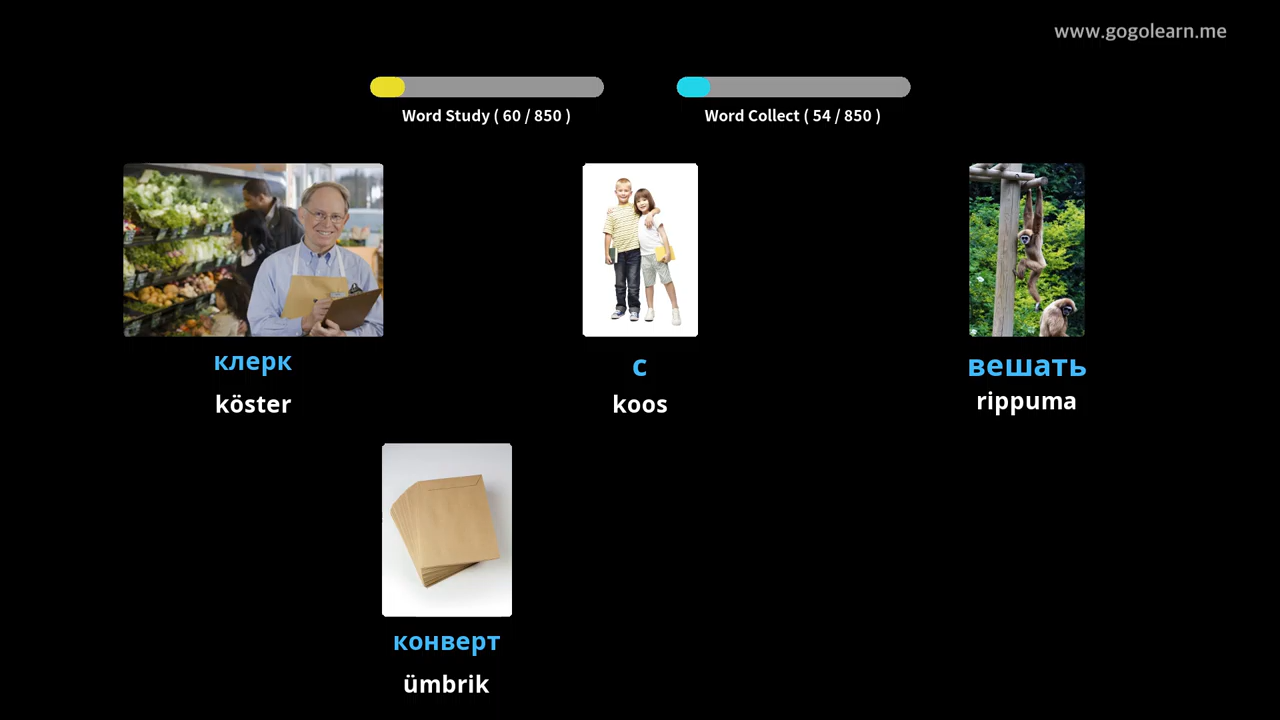 www.gogolearn.me
Word Study ( 60 / 850 )
Word Collect ( 54 / 850 )
клерк
köster
с
koos
вешать
rippuma
конверт
ümbrik